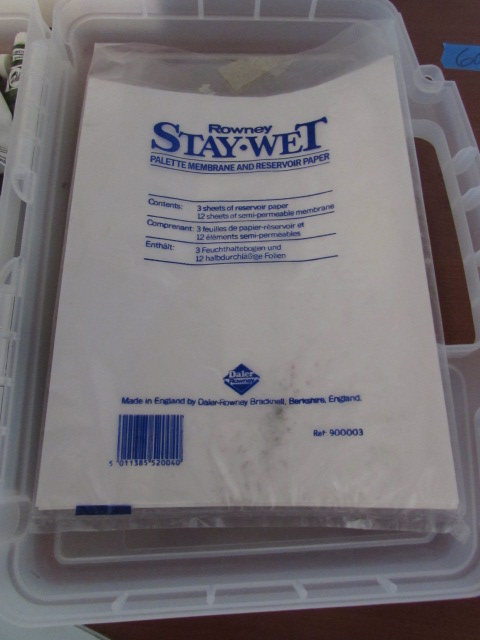 Rowney
STAY·WET
PALETTE MEMBRANE AND RESERVOIR PAPER
Contents: 3 sheets of reservoir paper
12 sheets of semi-permeable membrane
Comprenant: 3 feuilles de papier-réservoir et
12 éléments semi-perméables
Enthält: 3 Feuchthaltebogen und
12 halbdurchläßige Folien
Daler
Rowney
Made in England by Daler-Rowney Bracknell, Berkshire, England.
Ref: 900003
5 011385 520040